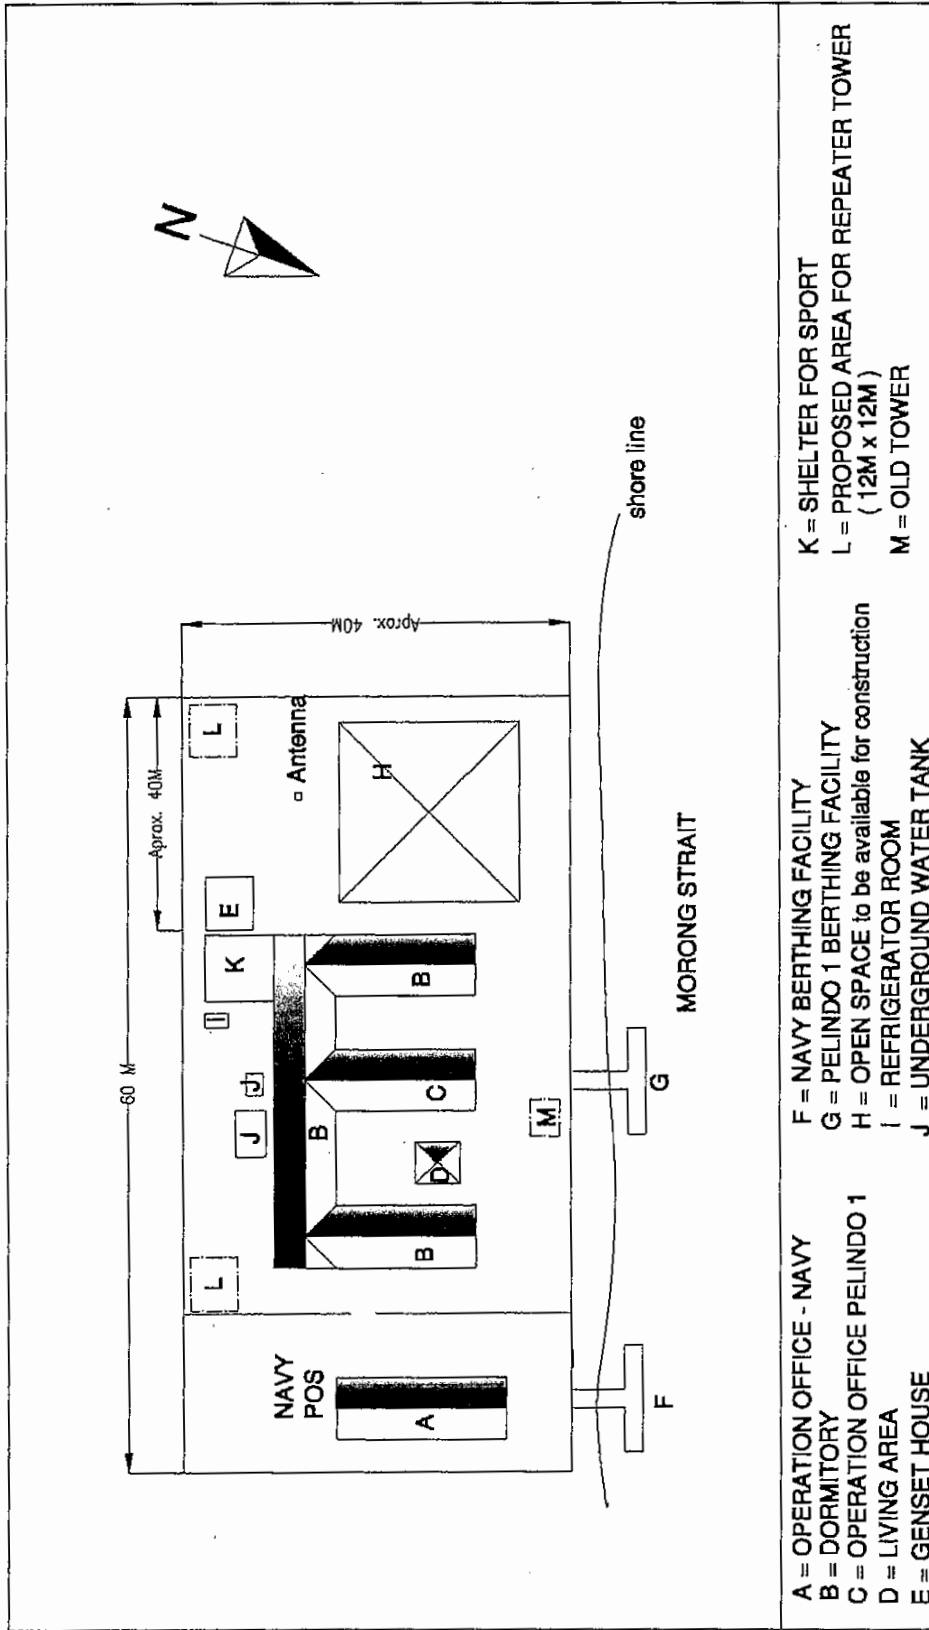 N
60 M
Aprox. 40M
Aprox. 40M
L
J
J
I
K
E
L
Antenna
H
NAVY
POS
A
B
B
C
B
D
M
F
G
shore line
MORONG STRAIT
A = OPERATION OFFICE - NAVY
B = DORMITORY
C = OPERATION OFFICE PELINDO 1
D = LIVING AREA
E = GENSET HOUSE
F = NAVY BERTHING FACILITY
G = PELINDO 1 BERTHING FACILITY
H = OPEN SPACE to be available for construction
I = REFRIGERATOR ROOM
J = UNDERGROUND WATER TANK
K = SHELTER FOR SPORT
L = PROPOSED AREA FOR REPEATER TOWER
( 12M x 12M )
M = OLD TOWER